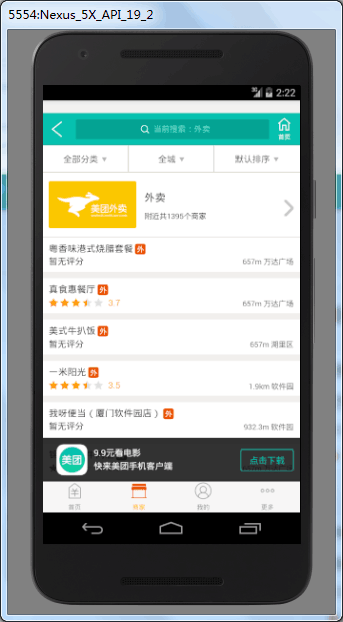 5554:Nexus_5X_API_19_2
3G 2:22
当前搜索：外卖
首页
全部分类 全城 默认排序
美团外卖
外卖
附近共1395个商家
粤香味港式烧腊套餐 外
暂无评分 657m 万达广场
真食惠餐厅 外
3.7 657m 万达广场
美式牛扒饭 外
暂无评分 657m 湖里区
一米阳光 外
3.5 1.9km 软件园
我呀便当（厦门软件园店） 外
暂无评分 932.3m 软件园
美团
9.9元看电影
快来美团手机客户端
点击下载
首页 我的 更多